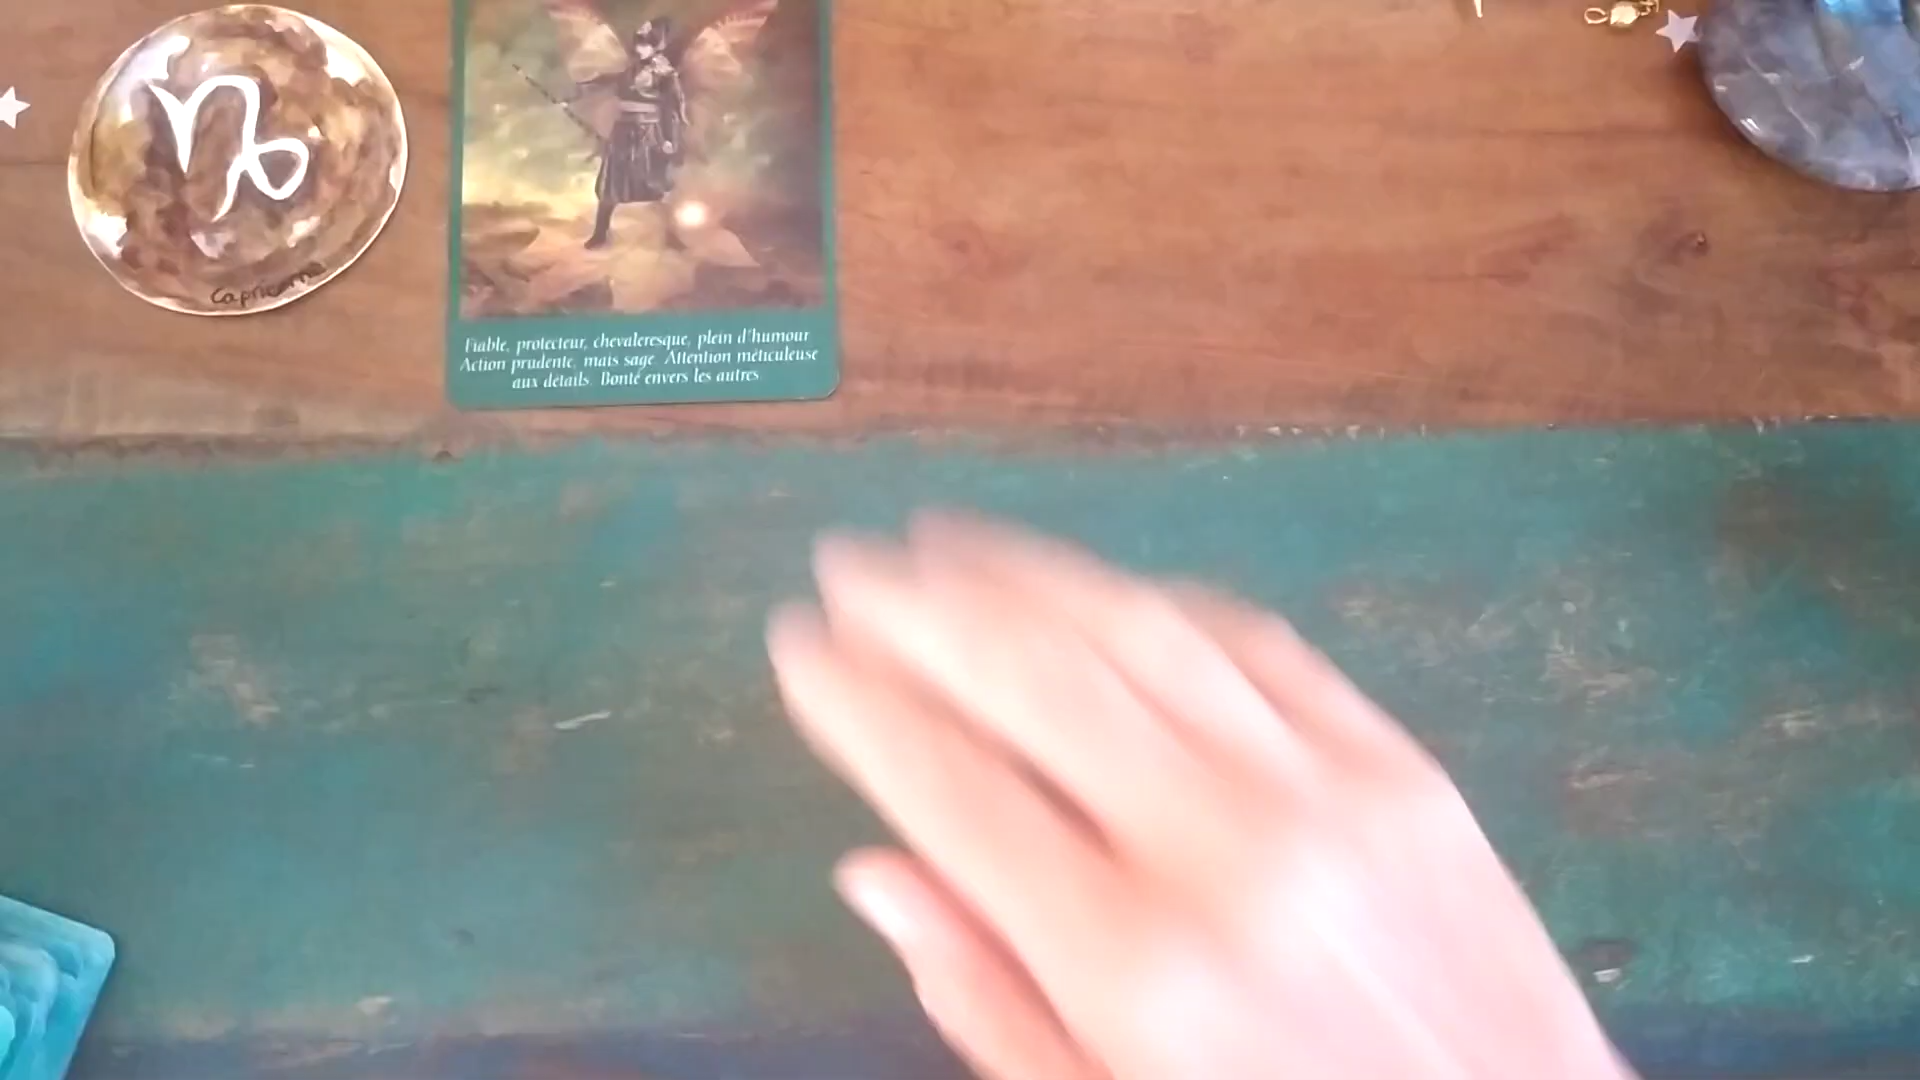 Capricorne
Fiable, protecteur, chevaleresque, plein d'humour
Action prudente, mais sage. Attention méticuleuse
aux détails. Bonté envers les autres.